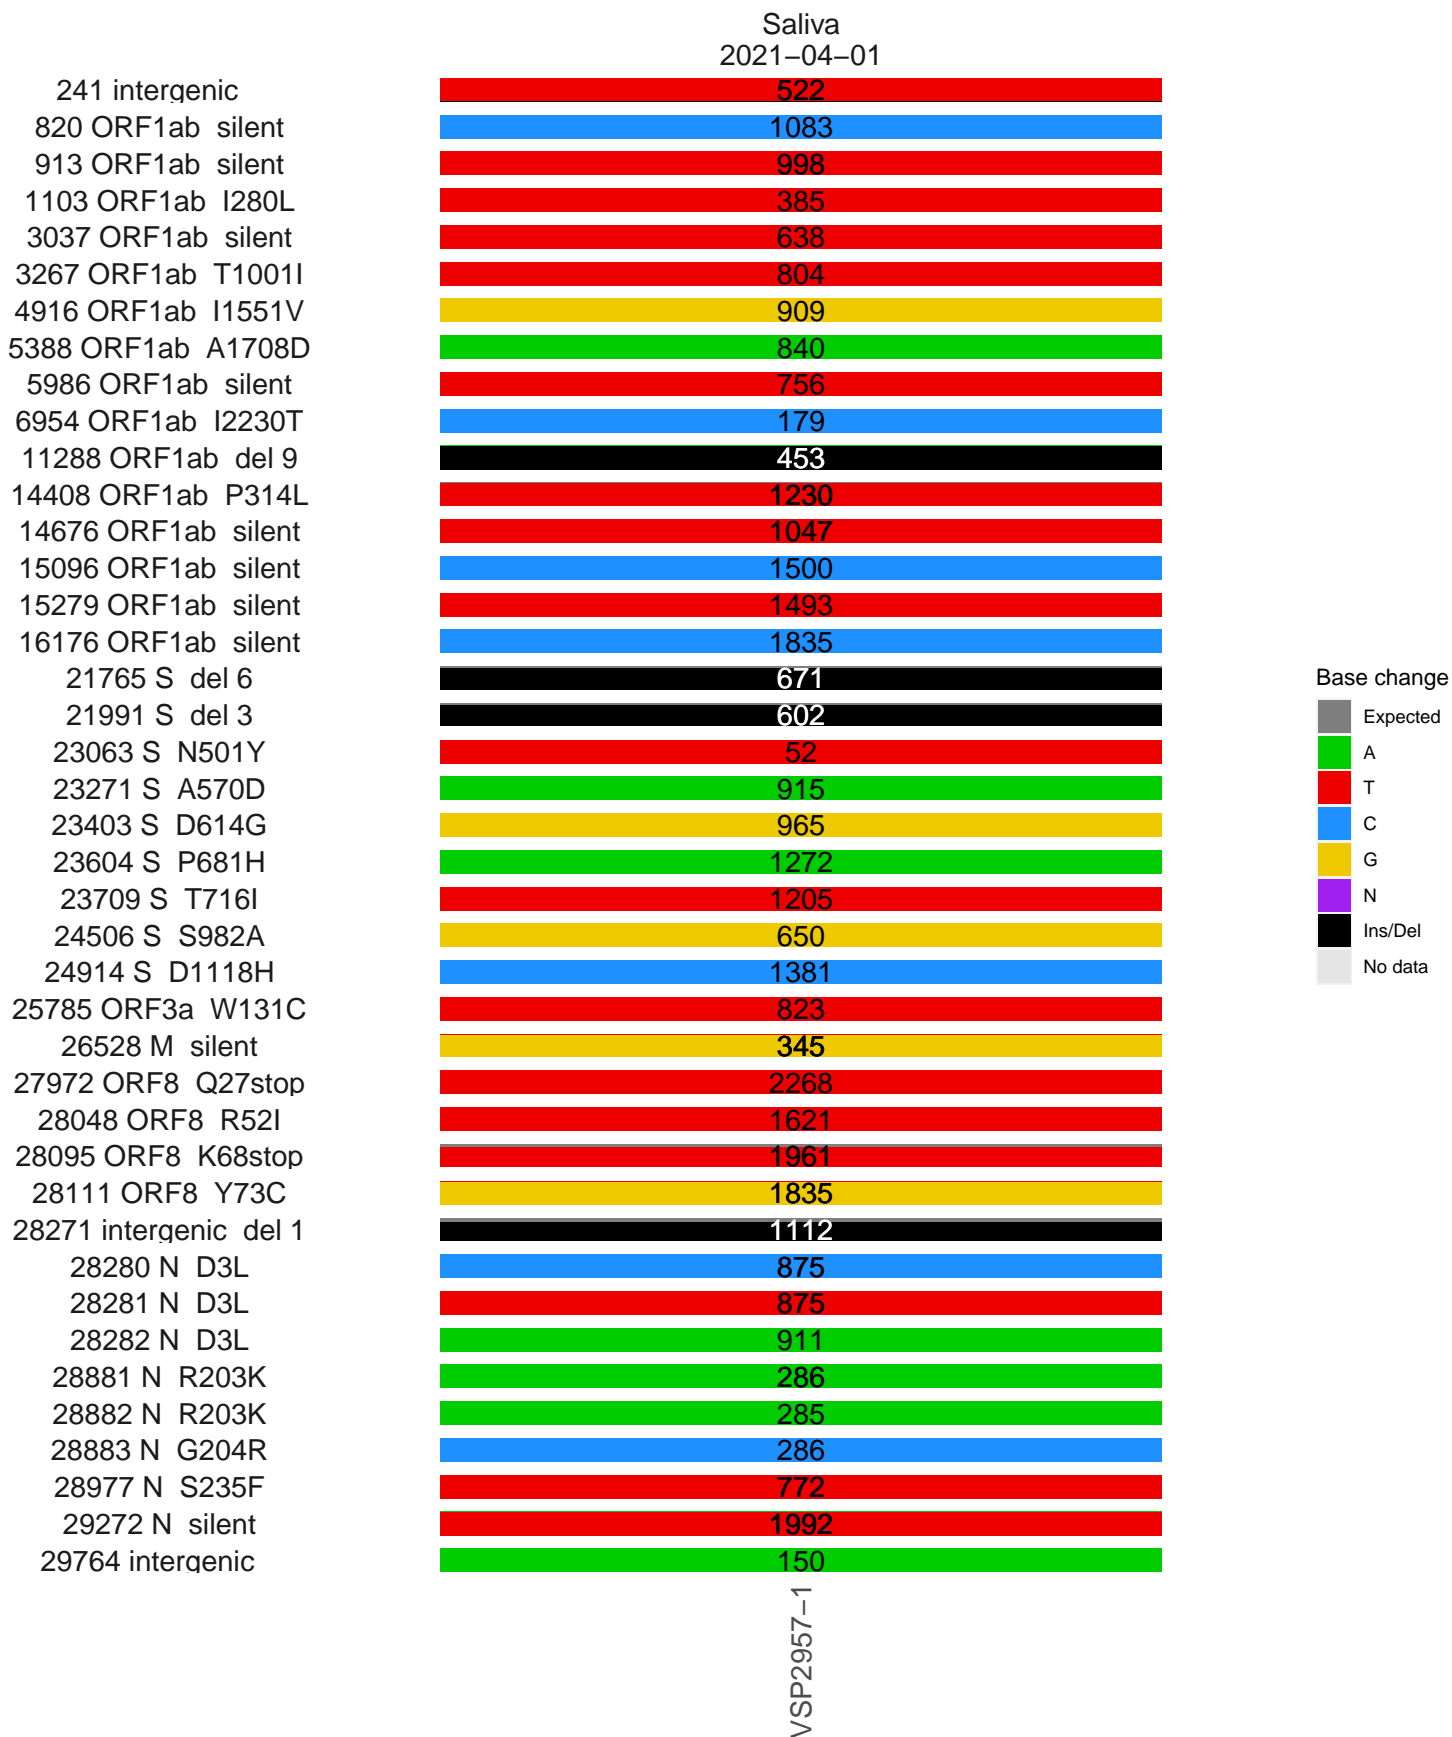 Saliva
2021−04−01
241 intergenic 522
820 ORF1ab silent 1083
913 ORF1ab silent 998
1103 ORF1ab I280L 385
3037 ORF1ab silent 638
3267 ORF1ab T1001I 804
4916 ORF1ab I1551V 909
5388 ORF1ab A1708D 840
5986 ORF1ab silent 756
6954 ORF1ab I2230T 179
11288 ORF1ab del 9 453
14408 ORF1ab P314L 1230
14676 ORF1ab silent 1047
15096 ORF1ab silent 1500
15279 ORF1ab silent 1493
16176 ORF1ab silent 1835
21765 S del 6 671
21991 S del 3 602
23063 S N501Y 52
23271 S A570D 915
23403 S D614G 965
23604 S P681H 1272
23709 S T716I 1205
24506 S S982A 650
24914 S D1118H 1381
25785 ORF3a W131C 823
26528 M silent 345
27972 ORF8 Q27stop 2268
28048 ORF8 R52I 1621
28095 ORF8 K68stop 1961
28111 ORF8 Y73C 1835
28271 intergenic del 1 1112
28280 N D3L 875
28281 N D3L 875
28282 N D3L 911
28881 N R203K 286
28882 N R203K 285
28883 N G204R 286
28977 N S235F 772
29272 N silent 1992
29764 intergenic 150
VSP2957−1
Base change
Expected
A
T
C
G
N
Ins/Del
No data